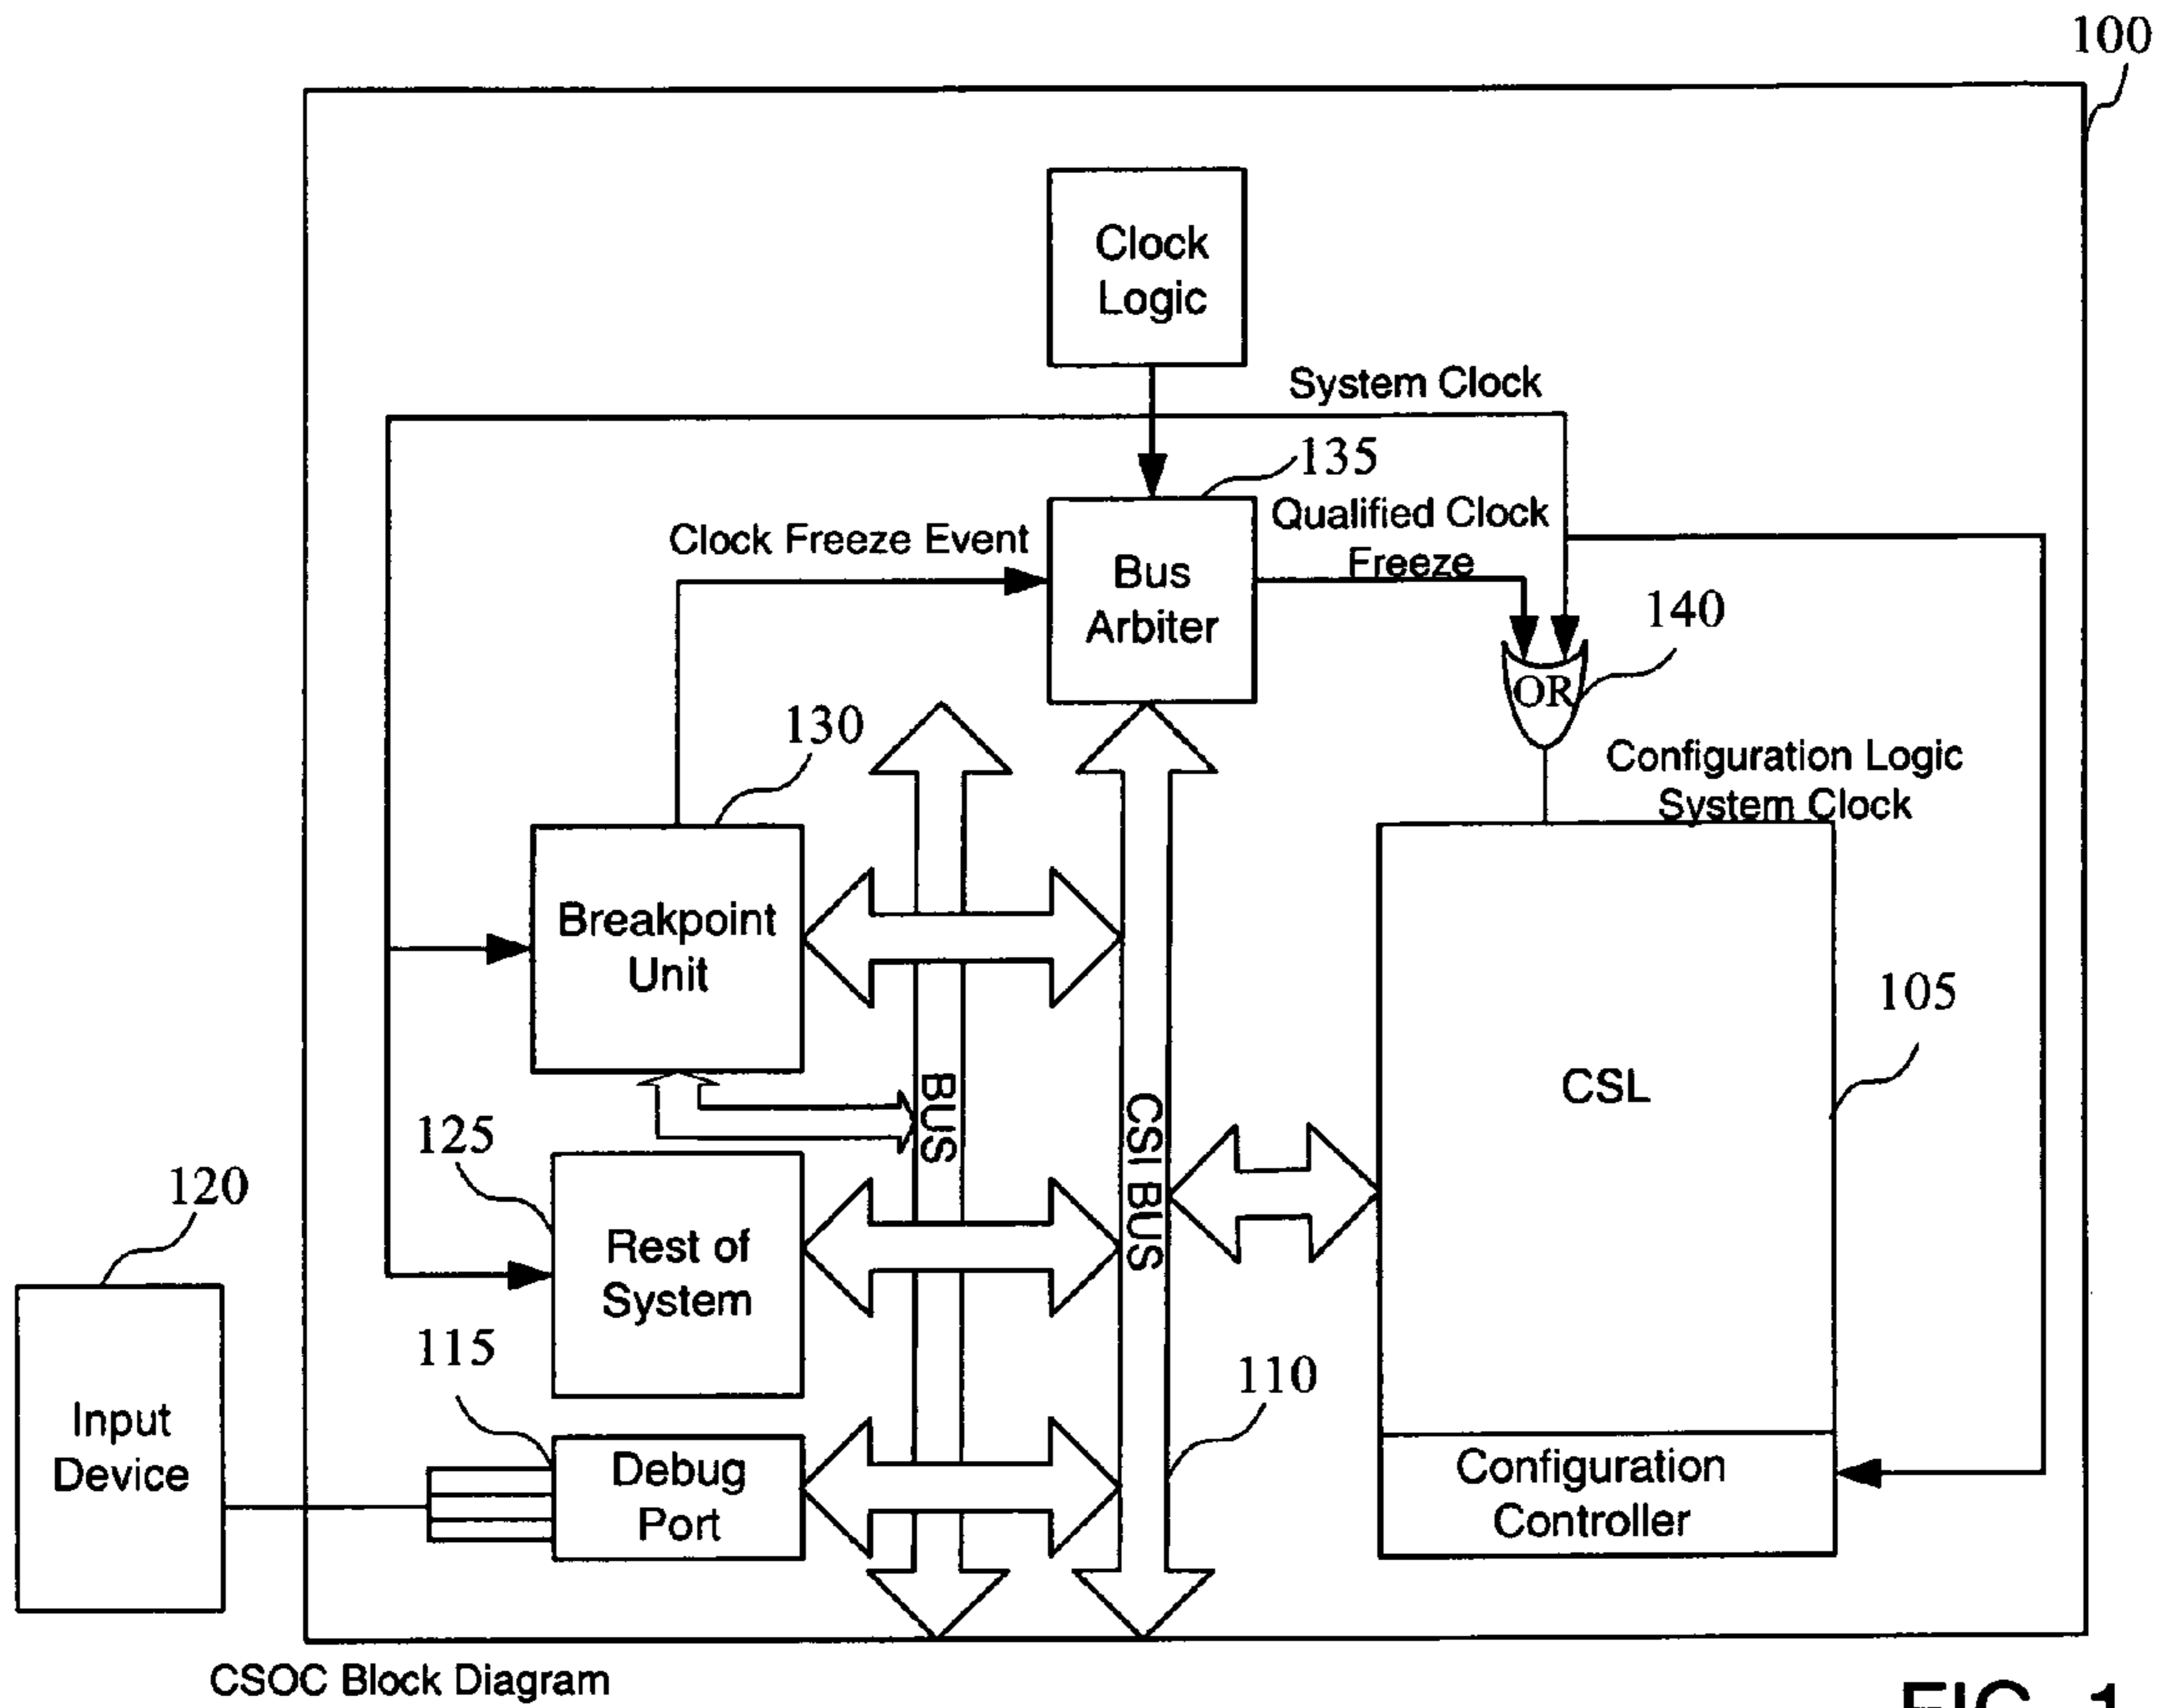 100
Clock
Logic
System Clock
135
Qualified Clock
Freeze
Clock Freeze Event
Bus
Arbiter
140
OR
130
Configuration Logic
System Clock
Breakpoint
Unit
105
CSL
BUS
CSI BUS
125
120
Rest of
System
115
110
Input
Device
Debug
Port
Configuration
Controller
CSOC Block Diagram
FIG. 1